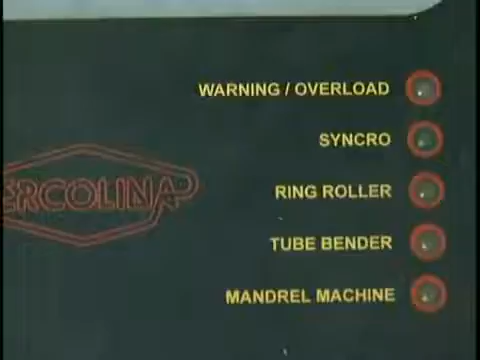 WARNING / OVERLOAD
SYNCRO
ERCOLINA
RING ROLLER
TUBE BENDER
MANDREL MACHINE